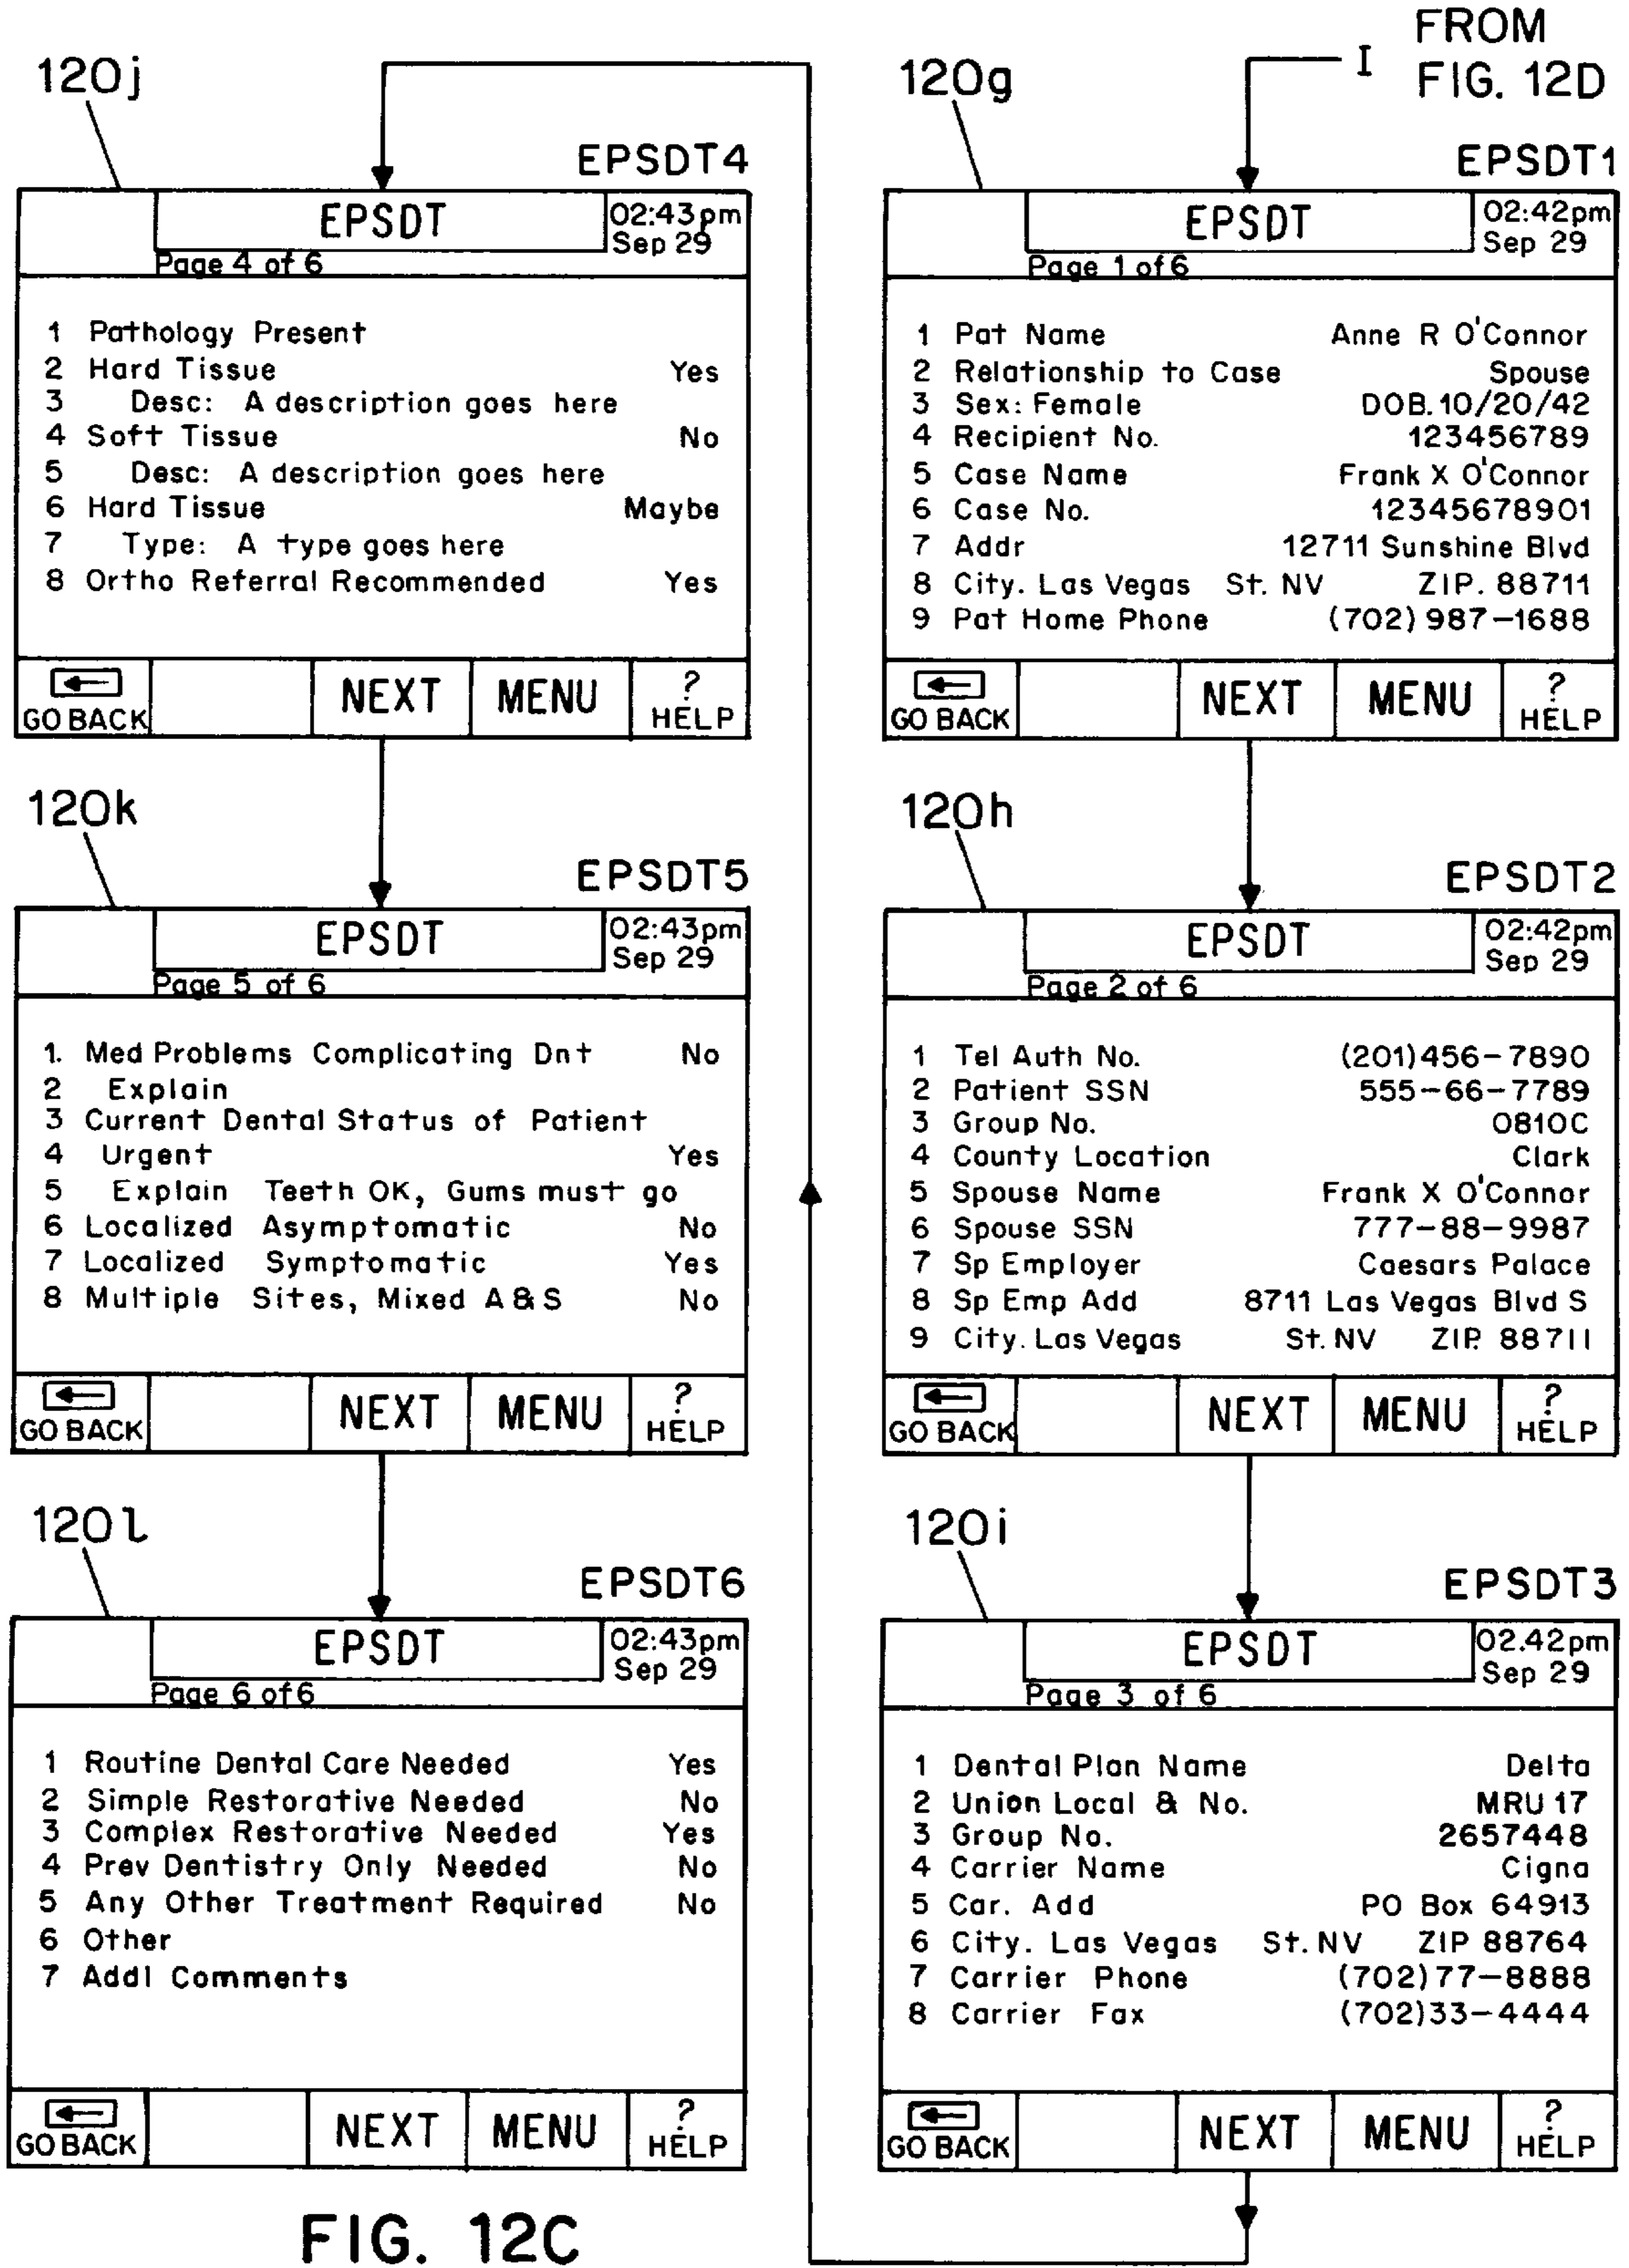 FROM
I FIG. 12D
120g
EPSDT1
EPSDT 02:42pm
Sep 29
Page 1 of 6
1 Pat Name Anne R O'Connor
2 Relationship to Case Spouse
3 Sex: Female DOB. 10/20/42
4 Recipient No. 123456789
5 Case Name Frank X O'Connor
6 Case No. 12345678901
7 Addr 12711 Sunshine Blvd
8 City. Las Vegas St. NV ZIP. 88711
9 Pat Home Phone (702) 987-1688
GO BACK NEXT MENU ? HELP
120h
EPSDT2
EPSDT 02:42pm
Sep 29
Page 2 of 6
1 Tel Auth No. (201)456-7890
2 Patient SSN 555-66-7789
3 Group No. 0810C
4 County Location Clark
5 Spouse Name Frank X O'Connor
6 Spouse SSN 777-88-9987
7 Sp Employer Caesars Palace
8 Sp Emp Add 8711 Las Vegas Blvd S
9 City. Las Vegas St. NV ZIP. 88711
GO BACK NEXT MENU ? HELP
120i
EPSDT3
EPSDT 02.42pm
Sep 29
Page 3 of 6
1 Dental Plan Name Delta
2 Union Local & No. MRU 17
3 Group No. 2657448
4 Carrier Name Cigna
5 Car. Add PO Box 64913
6 City. Las Vegas St. NV ZIP 88764
7 Carrier Phone (702)77-8888
8 Carrier Fax (702)33-4444
GO BACK NEXT MENU ? HELP
120j
EPSDT4
EPSDT 02:43pm
Sep 29
Page 4 of 6
1 Pathology Present
2 Hard Tissue Yes
3 Desc: A description goes here
4 Soft Tissue No
5 Desc: A description goes here
6 Hard Tissue Maybe
7 Type: A type goes here
8 Ortho Referral Recommended Yes
GO BACK NEXT MENU ? HELP
120k
EPSDT5
EPSDT 02:43pm
Sep 29
Page 5 of 6
1. Med Problems Complicating Dnt No
2 Explain
3 Current Dental Status of Patient
4 Urgent Yes
5 Explain Teeth OK, Gums must go
6 Localized Asymptomatic No
7 Localized Symptomatic Yes
8 Multiple Sites, Mixed A & S No
GO BACK NEXT MENU ? HELP
120l
EPSDT6
EPSDT 02:43pm
Sep 29
Page 6 of 6
1 Routine Dental Care Needed Yes
2 Simple Restorative Needed No
3 Complex Restorative Needed Yes
4 Prev Dentistry Only Needed No
5 Any Other Treatment Required No
6 Other
7 Addl Comments
GO BACK NEXT MENU ? HELP
FIG. 12C